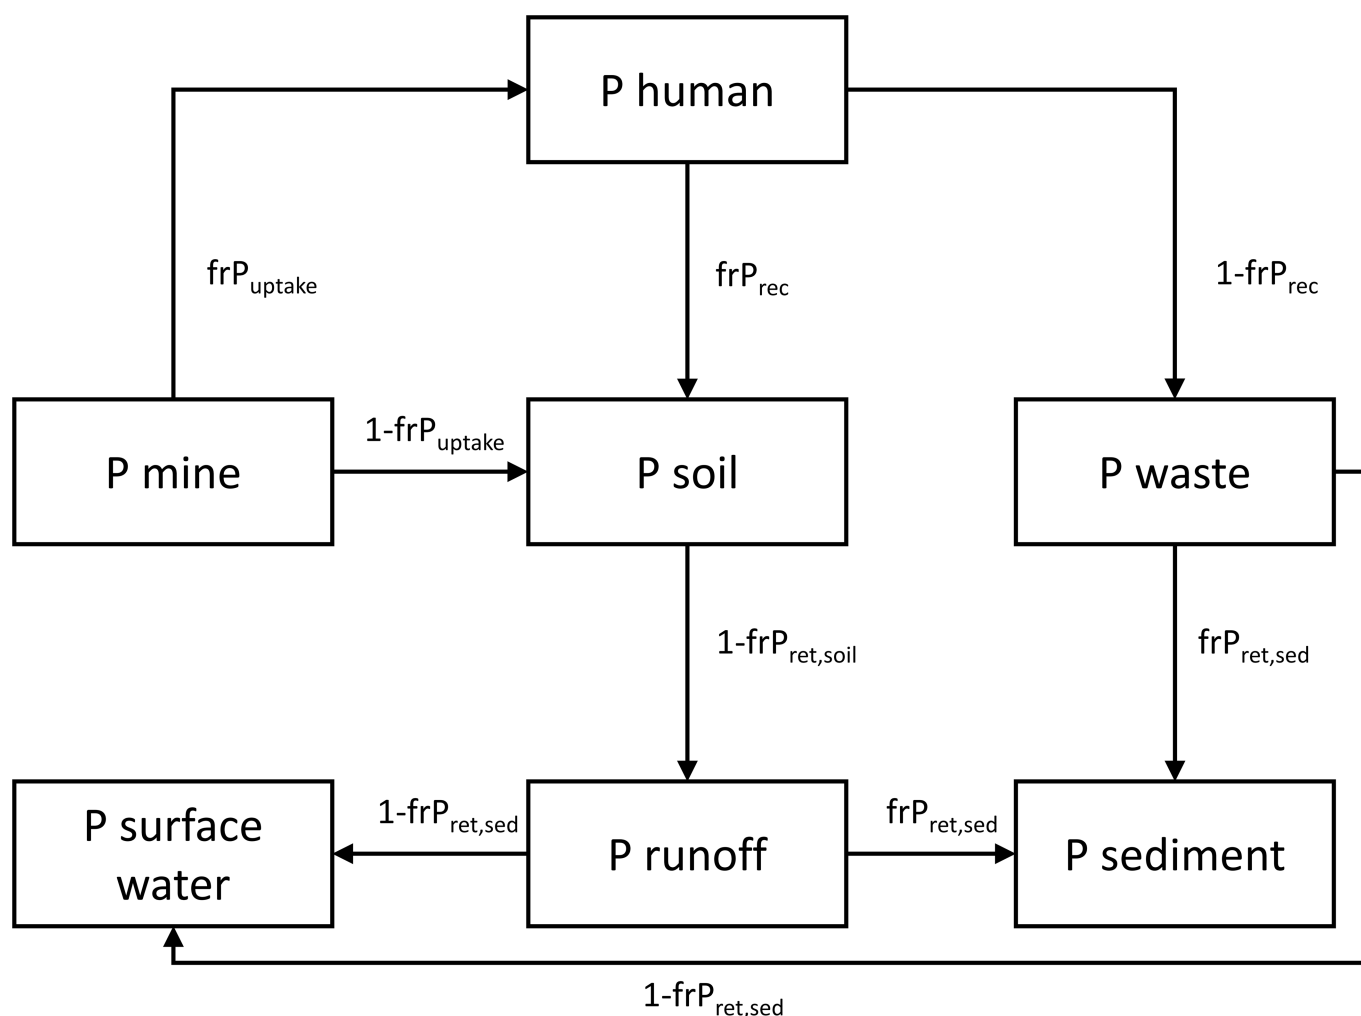 P human
frPuptake
frPrec
1-frPrec
1-frPuptake
P mine
P soil
P waste
1-frPret,soil
frPret,sed
P surface
water
1-frPret,sed
P runoff
frPret,sed
P sediment
1-frPret,sed